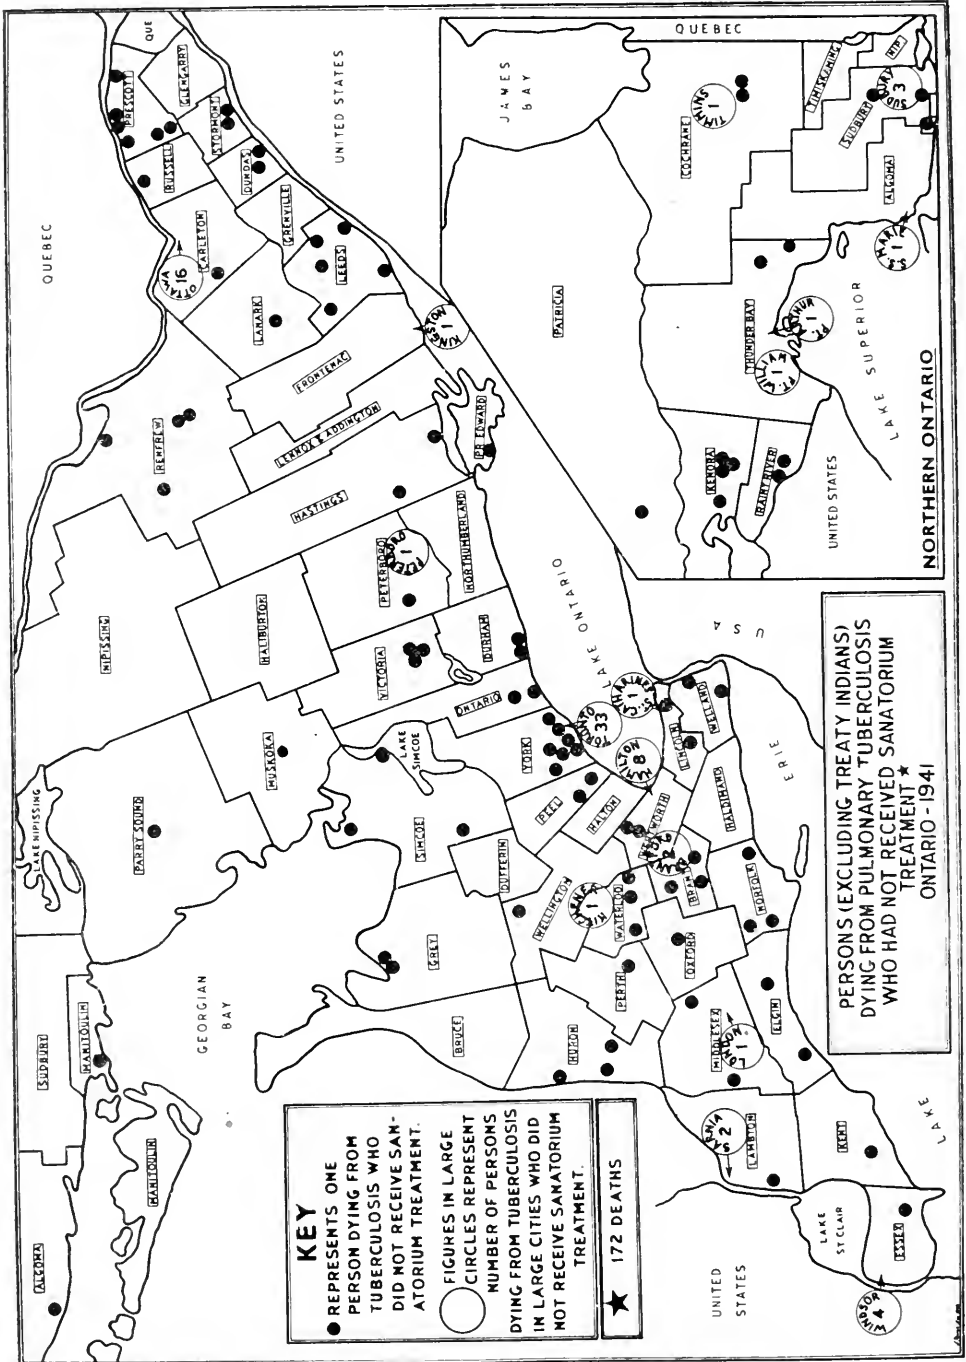 KEY
REPRESENTS ONE
PERSON DYING FROM
TUBERCULOSIS WHO
DID NOT RECEIVE SAN-
ATORIUM TREATMENT.
FIGURES IN LARGE
CIRCLES REPRESENT
NUMBER OF PERSONS
DYING FROM TUBERCULOSIS
IN LARGE CITIES WHO DID
NOT RECEIVE SANATORIUM
TREATMENT.
★ 172 DEATHS
PERSONS (EXCLUDING TREATY INDIANS)
DYING FROM PULMONARY TUBERCULOSIS
WHO HAD NOT RECEIVED SANATORIUM
TREATMENT ★
ONTARIO - 1941
ALGOMA
SUDBURY
MANITOULIN
MANITOULIN
LAKE NIPISSING
PARRY SOUND
NIPISSING
MUSKOKA
HALIBURTON
RENFREW
QUEBEC
QUE
PRESCOTT
GLENGARRY
STORMONT
RUSSELL
DUNDAS
CARLETON
OTTAWA
16
GRENVILLE
LEEDS
LANARK
FRONTENAC
LENNOX & ADDINGTON
HASTINGS
KINGSTON
1
PR EDWARD
PETERBORO
PETERBORO
1
NORTHUMBERLAND
VICTORIA
DURHAM
ONTARIO
LAKE
SIMCOE
YORK
TORONTO
33
SIMCOE
DUFFERIN
PEEL
HALTON
HAMILTON
8
WENTWORTH
LINCOLN
ST. CATHARINES
1
WELLAND
HALDIMAND
BRANT
2
NORFOLK
GREY
BRUCE
WELLINGTON
WATERLOO
KITCHENER
1
PERTH
OXFORD
HURON
MIDDLESEX
LONDON
1
ELGIN
LAMBTON
SARNIA
2
KENT
ESSEX
WINDSOR
4
LAKE
ST CLAIR
UNITED
STATES
GEORGIAN
BAY
LAKE
ERIE
LAKE ONTARIO
U S A
UNITED STATES
QUEBEC
JAMES
BAY
PATRICIA
COCHRANE
TIMMINS
1
TIMISKAMING
NIP.
SUDBURY
SUDBURY
3
ALGOMA
S. S. MARIE
1
THUNDER BAY
PT. ARTHUR
1
FT. WILLIAM
1
KENORA
RAINY RIVER
UNITED STATES
LAKE SUPERIOR
NORTHERN ONTARIO